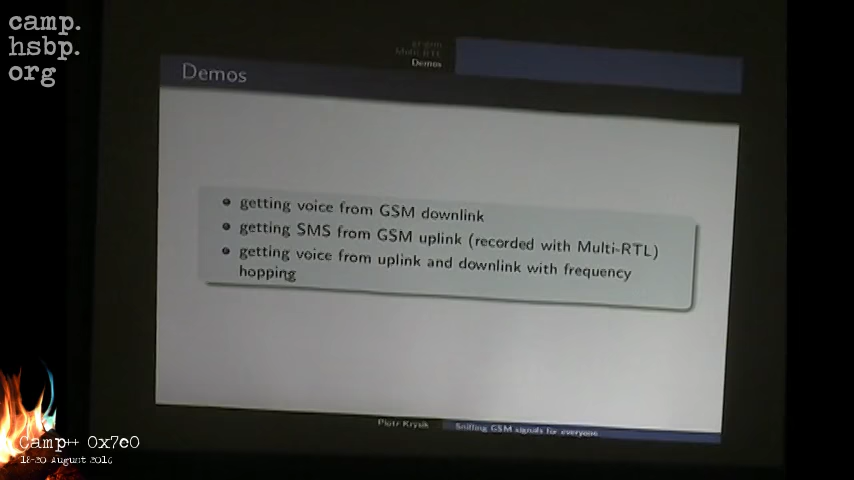 camp.
hsbp.
org
gr-gsm
Multi-RTL
Demos
Demos
getting voice from GSM downlink
getting SMS from GSM uplink (recorded with Multi-RTL)
getting voice from uplink and downlink with frequency
hopping
Piotr Krysik
Sniffing GSM signals for everyone
Camp++ 0x7e0
18-20 August 2016